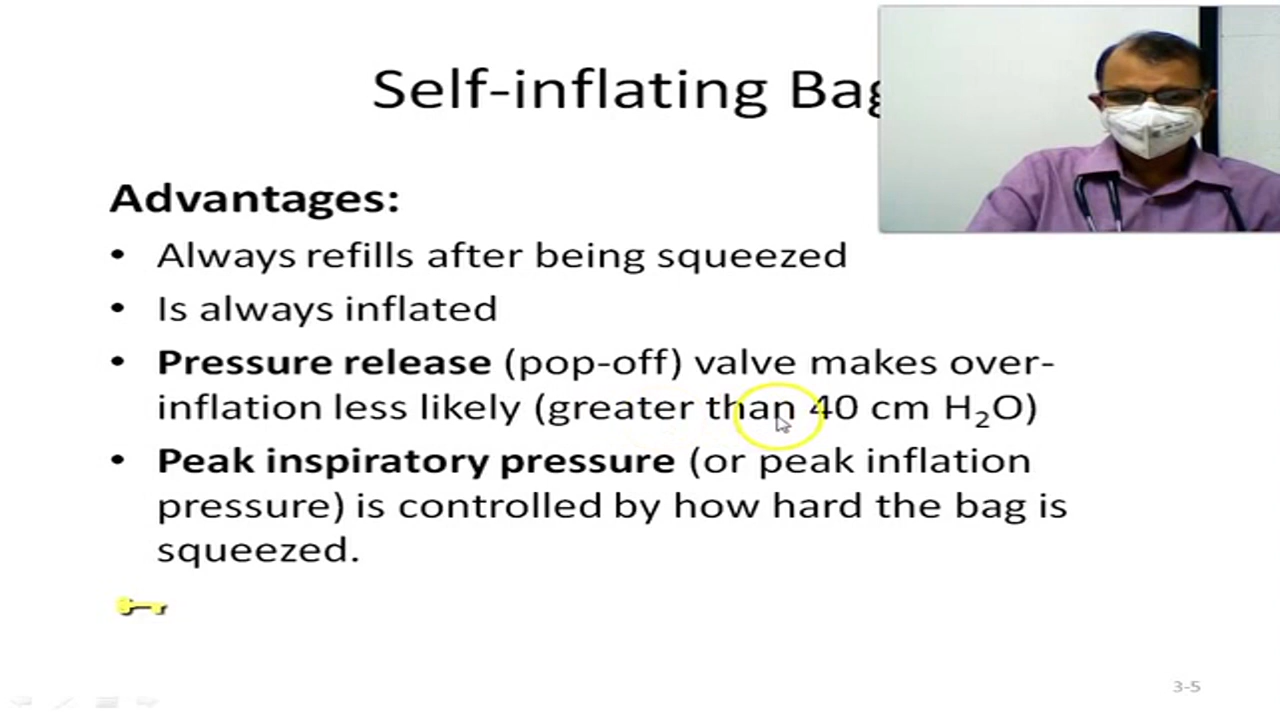 Self-inflating Bag
Advantages:
• Always refills after being squeezed
• Is always inflated
• Pressure release (pop-off) valve makes over-
inflation less likely (greater than 40 cm H₂O)
• Peak inspiratory pressure (or peak inflation
pressure) is controlled by how hard the bag is
squeezed.
3-5